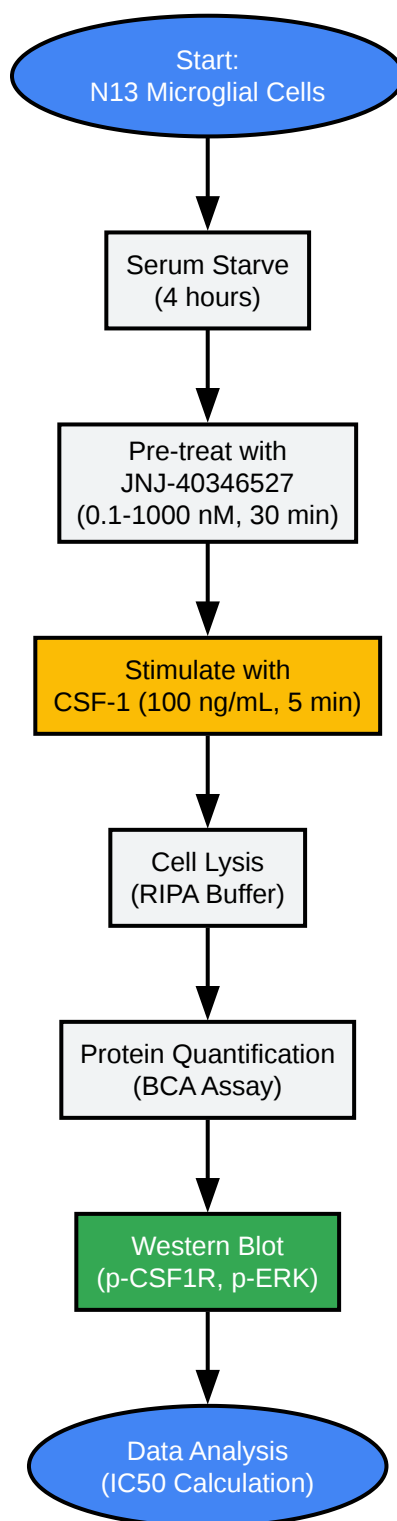 Start:
N13 Microglial Cells
Serum Starve
(4 hours)
Pre-treat with
JNJ-40346527
(0.1-1000 nM, 30 min)
Stimulate with
CSF-1 (100 ng/mL, 5 min)
Cell Lysis
(RIPA Buffer)
Protein Quantification
(BCA Assay)
Western Blot
(p-CSF1R, p-ERK)
Data Analysis
(IC50 Calculation)